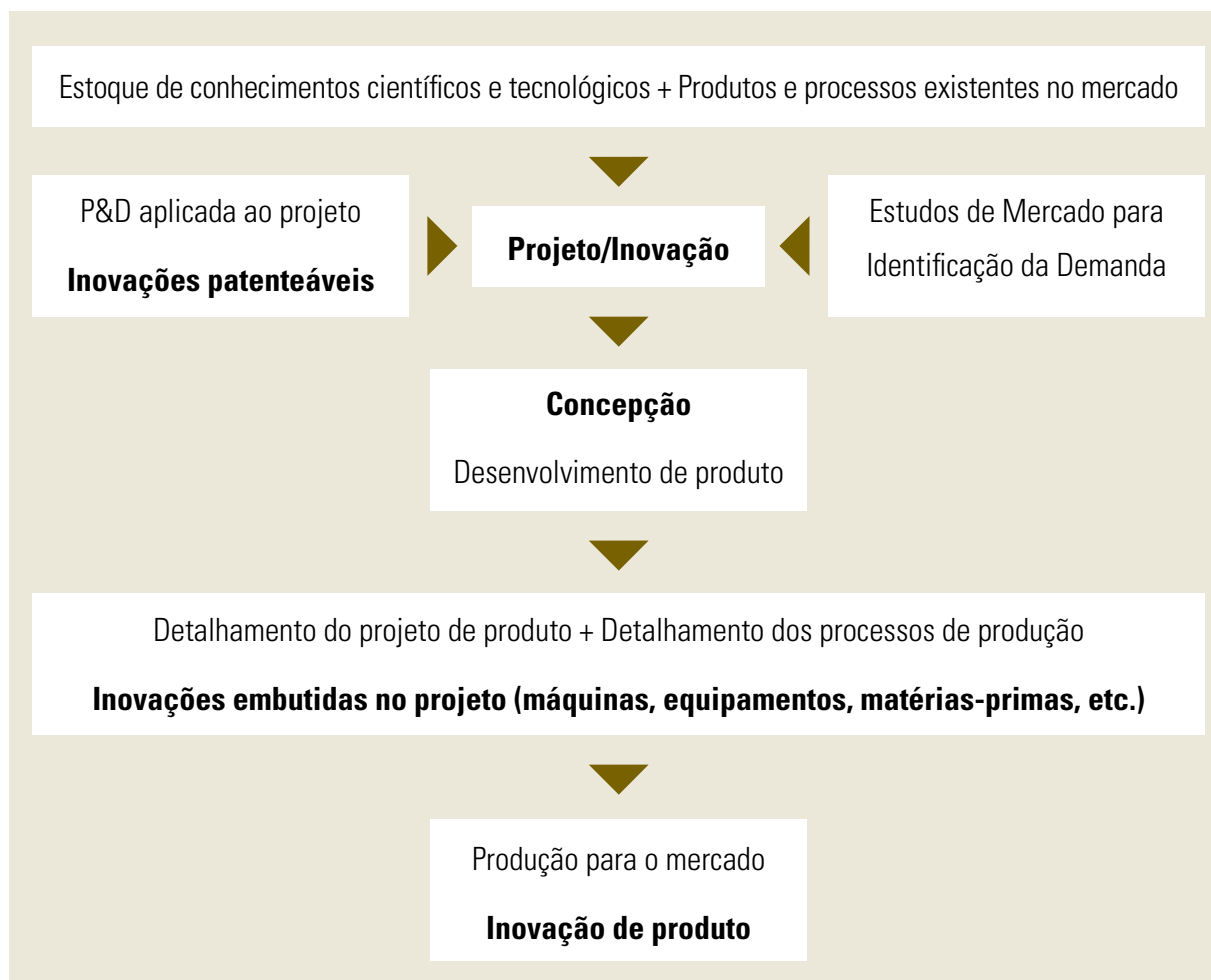 Estoque de conhecimentos científicos e tecnológicos + Produtos e processos existentes no mercado
P&D aplicada ao projeto
Inovações patenteáveis
Projeto/Inovação
Estudos de Mercado para
Identificação da Demanda
Concepção
Desenvolvimento de produto
Detalhamento do projeto de produto + Detalhamento dos processos de produção
Inovações embutidas no projeto (máquinas, equipamentos, matérias-primas, etc.)
Produção para o mercado
Inovação de produto